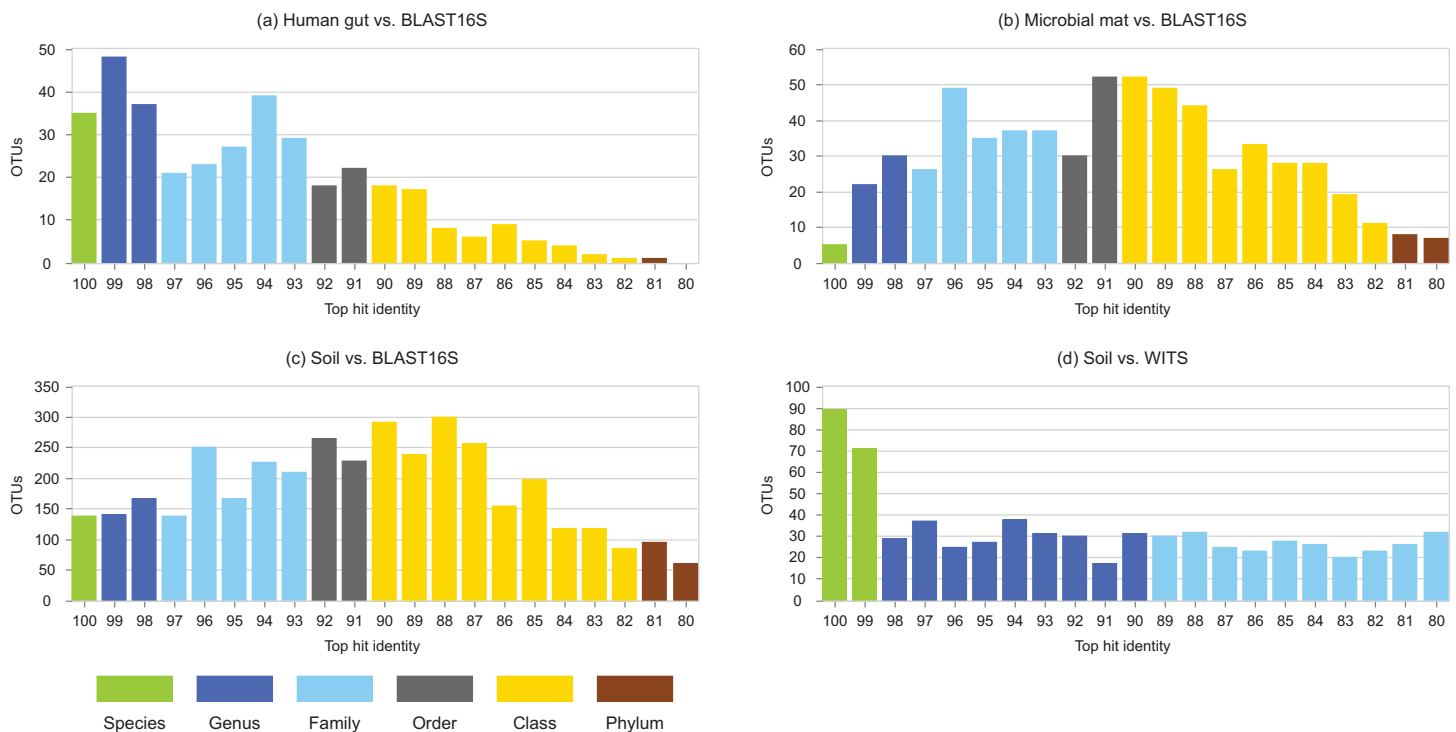 (a) Human gut vs. BLAST16S
50
40
30
20
10
0
OTUs
100 99 98 97 96 95 94 93 92 91 90 89 88 87 86 85 84 83 82 81 80
Top hit identity
(b) Microbial mat vs. BLAST16S
60
50
40
30
20
10
0
OTUs
100 99 98 97 96 95 94 93 92 91 90 89 88 87 86 85 84 83 82 81 80
Top hit identity
(c) Soil vs. BLAST16S
350
300
250
200
150
100
50
0
OTUs
100 99 98 97 96 95 94 93 92 91 90 89 88 87 86 85 84 83 82 81 80
Top hit identity
(d) Soil vs. WITS
100
90
80
70
60
50
40
30
20
10
0
OTUs
100 99 98 97 96 95 94 93 92 91 90 89 88 87 86 85 84 83 82 81 80
Top hit identity
Species Genus Family Order Class Phylum